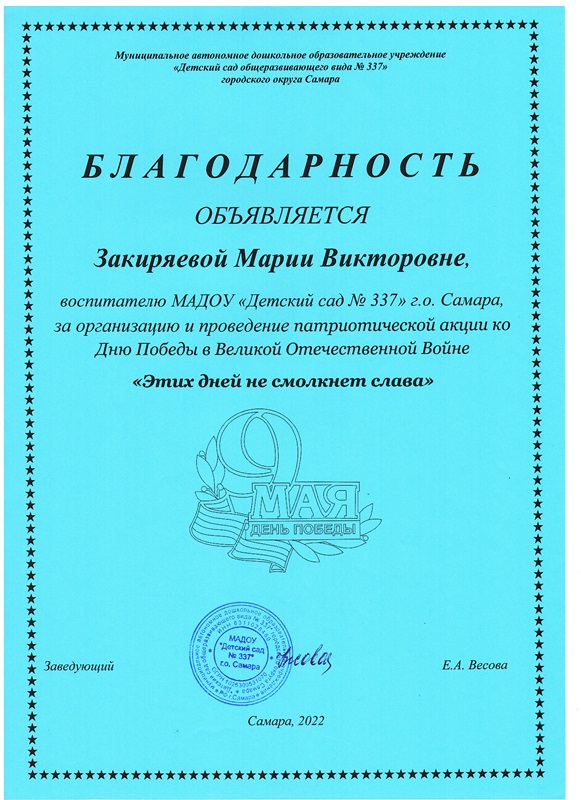 Муниципальное автономное дошкольное образовательное учреждение
«Детский сад общеразвивающего вида № 337»
городского округа Самара
БЛАГОДАРНОСТЬ
ОБЪЯВЛЯЕТСЯ
Закиряевой Марии Викторовне,
воспитателю МАДОУ «Детский сад № 337» г.о. Самара,
за организацию и проведение патриотической акции ко
Дню Победы в Великой Отечественной Войне
«Этих дней не смолкнет слава»
9
МАЯ
ДЕНЬ ПОБЕДЫ
МАДОУ
"Детский сад
№ 337"
г.о. Самара
Заведующий
Е.А. Весова
Самара, 2022